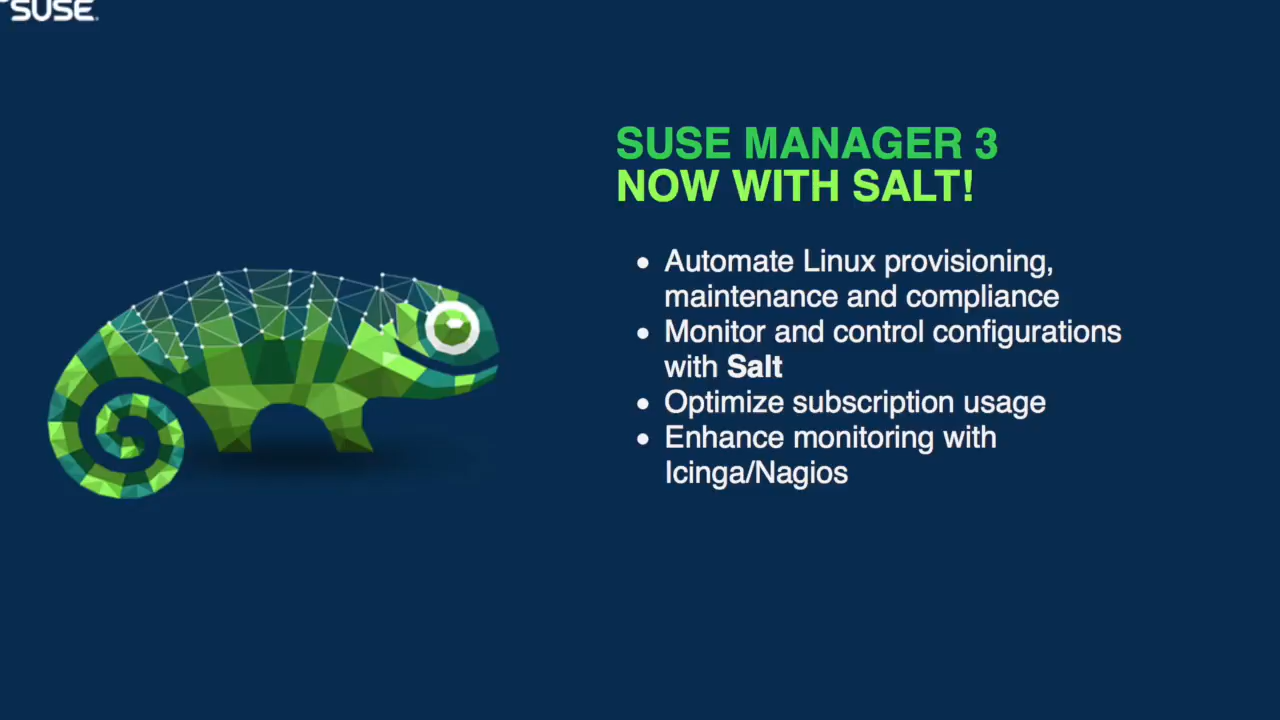 SUSE
SUSE MANAGER 3
NOW WITH SALT!
• Automate Linux provisioning,
maintenance and compliance
• Monitor and control configurations
with Salt
• Optimize subscription usage
• Enhance monitoring with
Icinga/Nagios